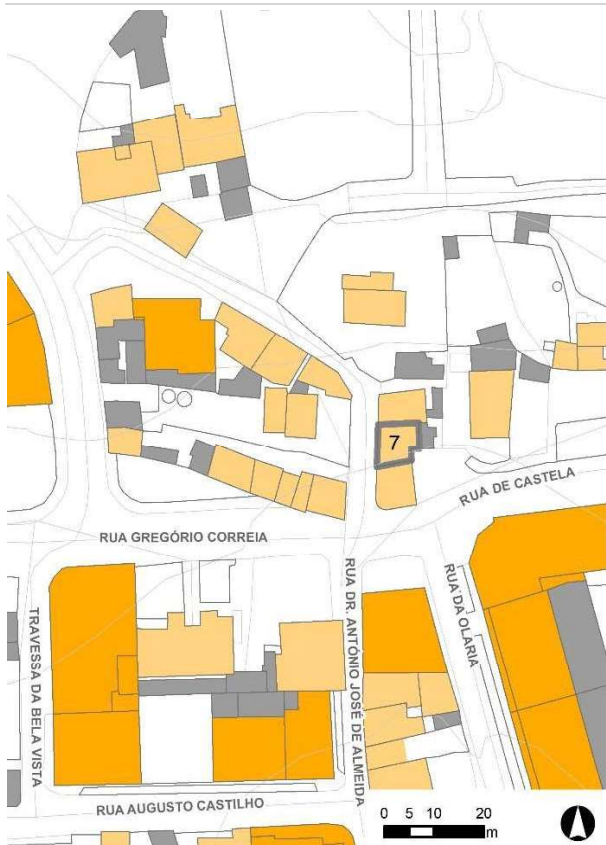 7
RUA DE CASTELA
RUA GREGÓRIO CORREIA
RUA DA OLARIA
RUA DR. ANTÓNIO JOSÉ DE ALMEIDA
TRAVESSA DA BELA VISTA
RUA AUGUSTO CASTILHO
0 5 10 20
m